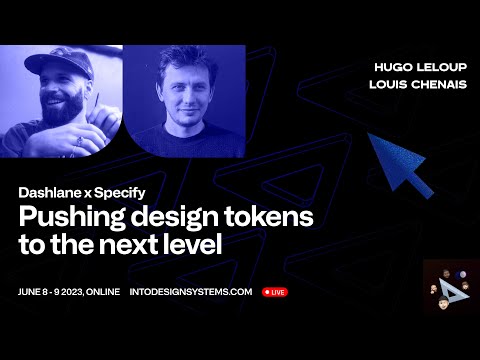 HUGO LELOUP
LOUIS CHENAIS
Dashlane x Specify
Pushing design tokens
to the next level
JUNE 8 - 9 2023, ONLINE INTODESIGNSYSTEMS.COM LIVE